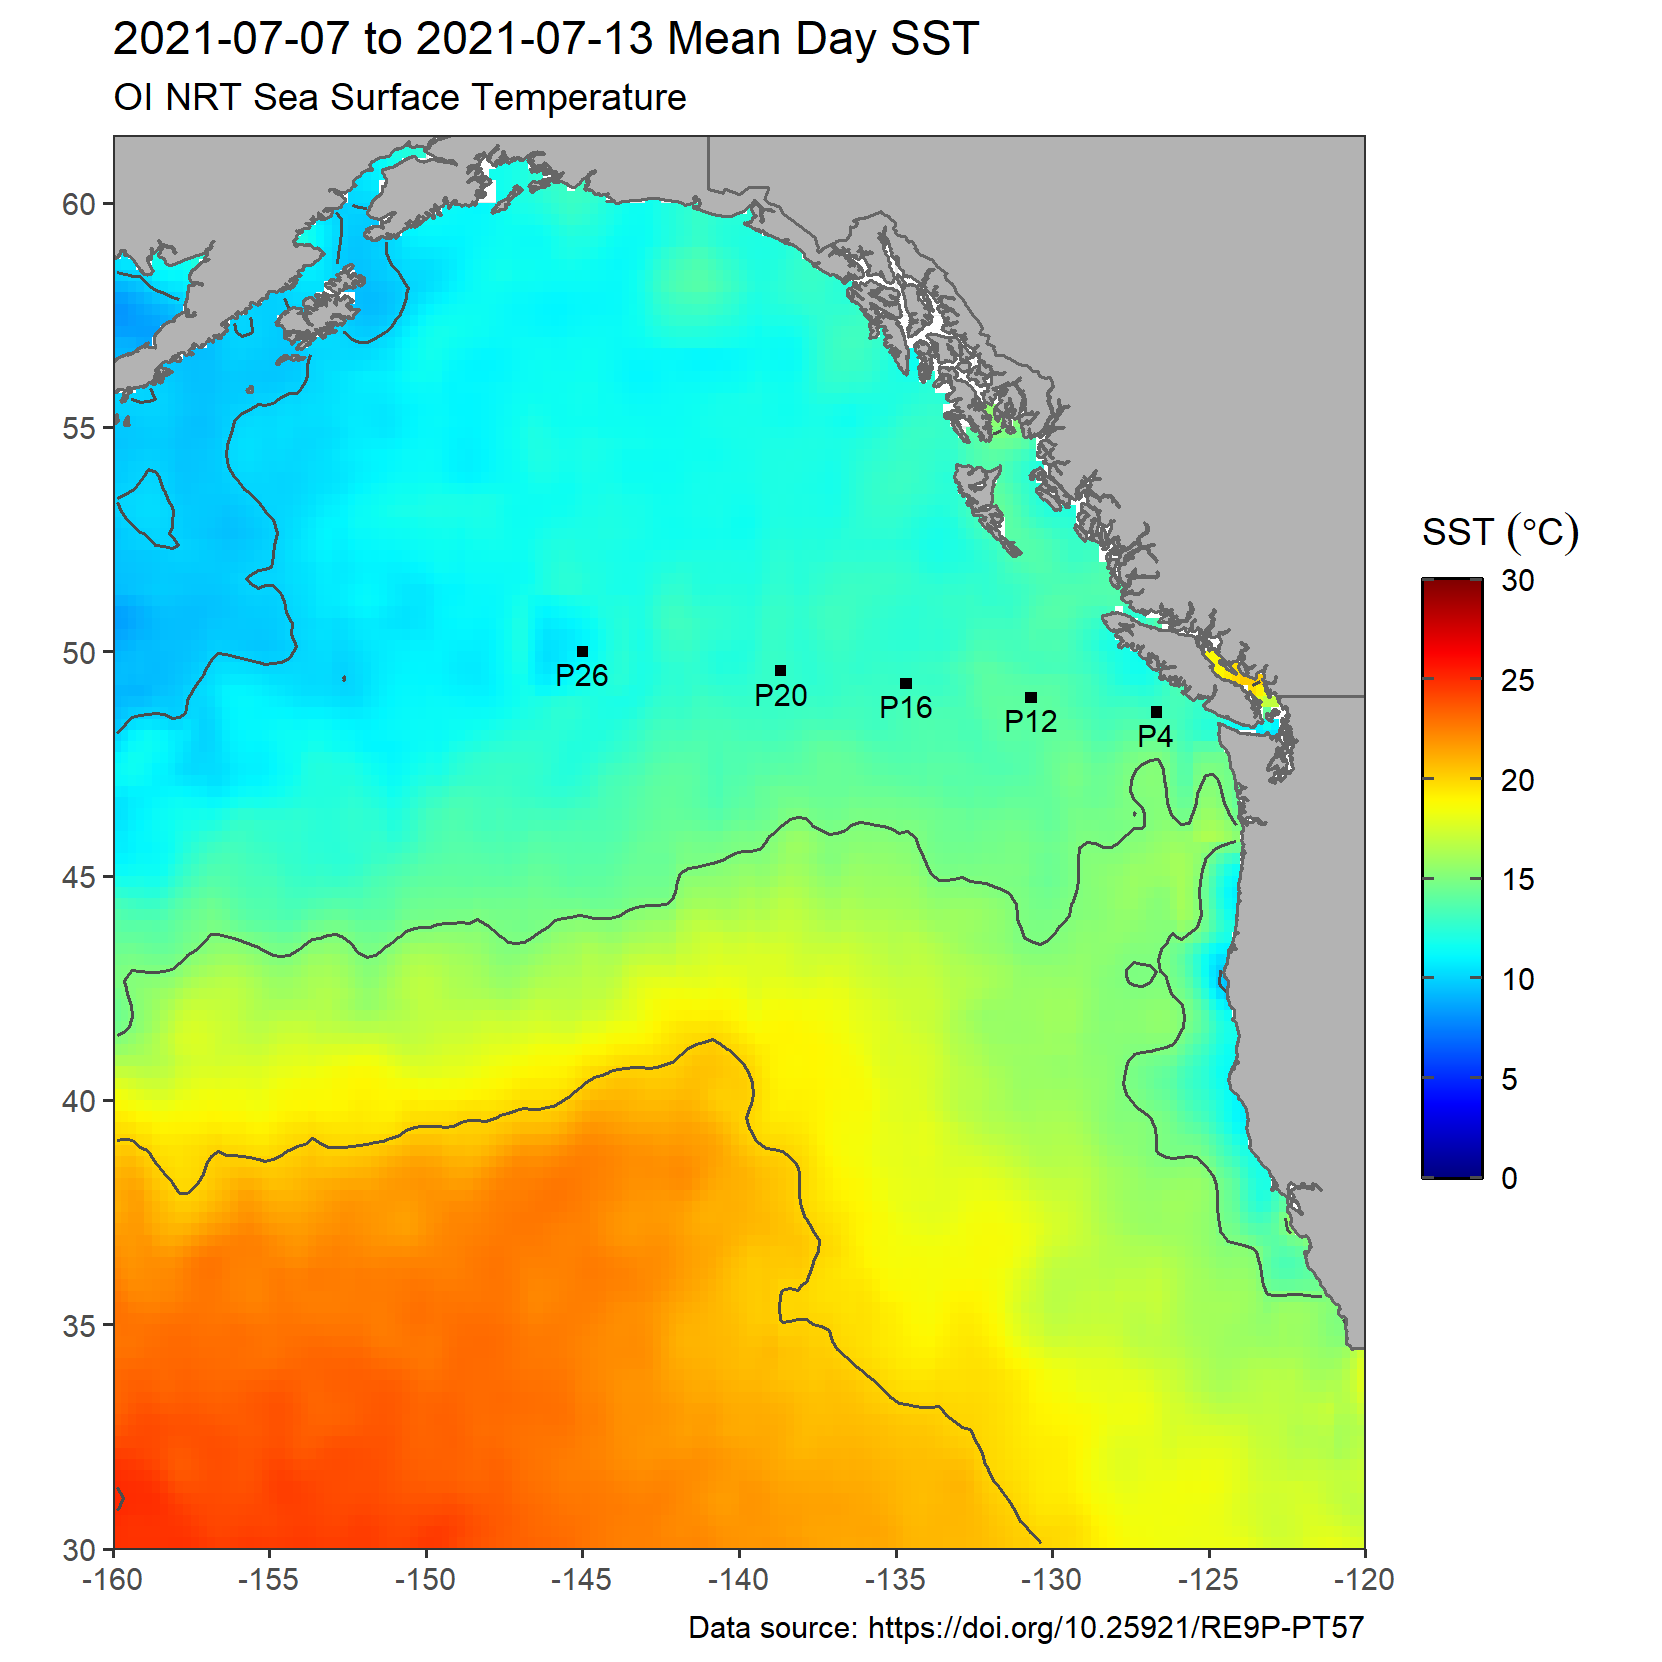 2021-07-07 to 2021-07-13 Mean Day SST
OI NRT Sea Surface Temperature
60
55
50
45
40
35
30
P26
P20
P16
P12
P4
SST (°C)
30
25
20
15
10
5
0
-160
-155
-150
-145
-140
-135
-130
-125
-120
Data source: https://doi.org/10.25921/RE9P-PT57